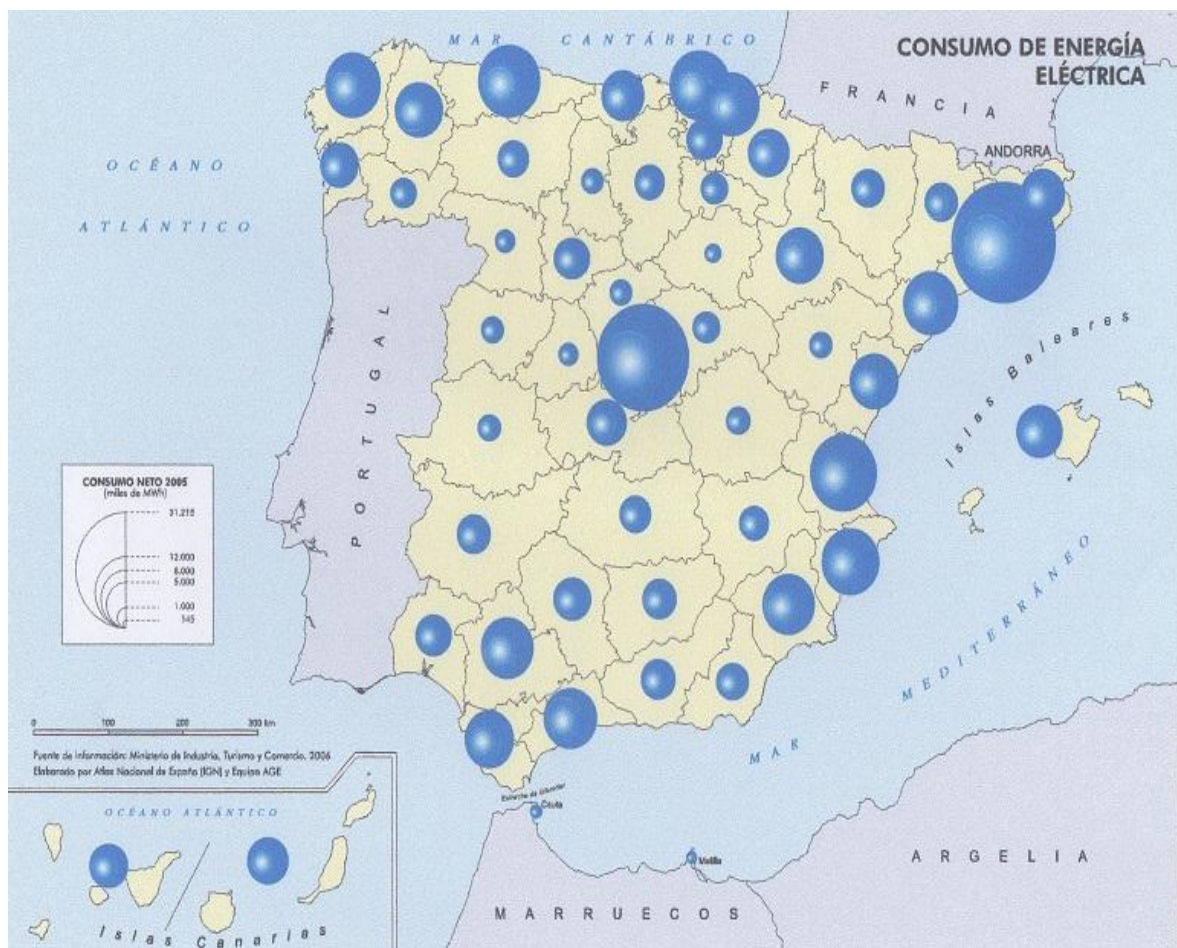 MAR CANTÁBRICO
CONSUMO DE ENERGÍA
ELÉCTRICA
FRANCIA
ANDORRA
OCÉANO
ATLÁNTICO
PORTUGAL
Islas Baleares
CONSUMO NETO 2005
(miles de MWh)
31.215
12.000
8.000
5.000
1.000
145
MAR MEDITERRÁNEO
0 100 200 300 km
Fuente de Información: Ministerio de Industria, Turismo y Comercio, 2006
Elaborado por Atlas Nacional de España (IGN) y Equipo AGE
Estrecho de Gibraltar
Ceuta
Melilla
OCÉANO ATLÁNTICO
Islas Canarias
MARRUECOS
ARGELIA